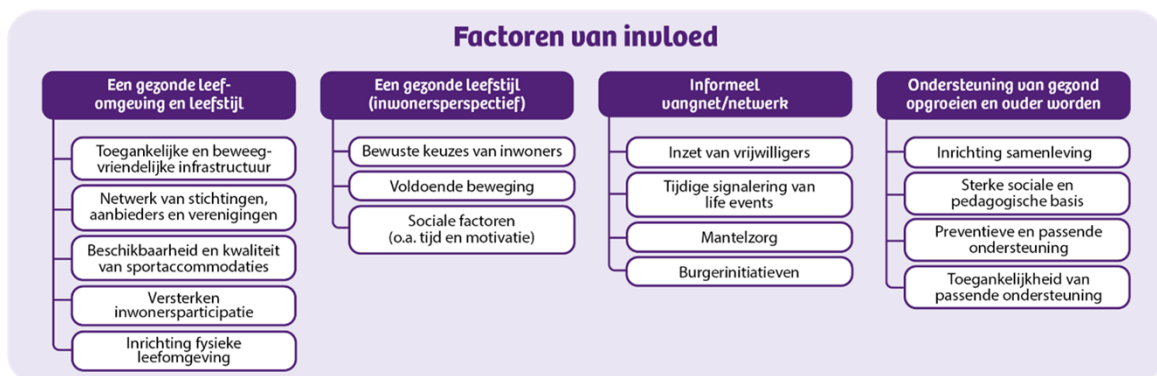 Factoren van invloed
Een gezonde leef-
omgeving en leefstijl
Toegankelijke en beweeg-
vriendelijke infrastructuur
Netwerk van stichtingen,
aanbieders en verenigingen
Beschikbaarheid en kwaliteit
van sportaccommodaties
Versterken
inwonersparticipatie
Inrichting fysieke
leefomgeving
Een gezonde leefstijl
(inwonersperspectief)
Bewuste keuzes van inwoners
Voldoende beweging
Sociale factoren
(o.a. tijd en motivatie)
Informeel
vangnet/netwerk
Inzet van vrijwilligers
Tijdige signalering van
life events
Mantelzorg
Burgerinitiatieven
Ondersteuning van gezond
opgroeien en ouder worden
Inrichting samenleving
Sterke sociale en
pedagogische basis
Preventieve en passende
ondersteuning
Toegankelijkheid van
passende ondersteuning